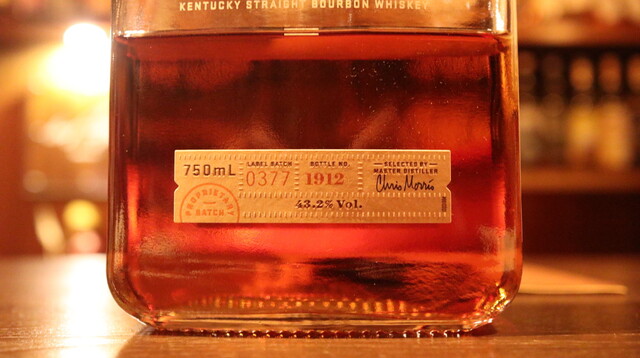 KENTUCKY STRAIGHT BOURBON WHISKEY
750mL
LABEL BATCH
0377
BOTTLE NO.
1912
SELECTED BY
MASTER DISTILLER
Chris Morris
PROPRIETARY
BATCH
43.2% Vol.